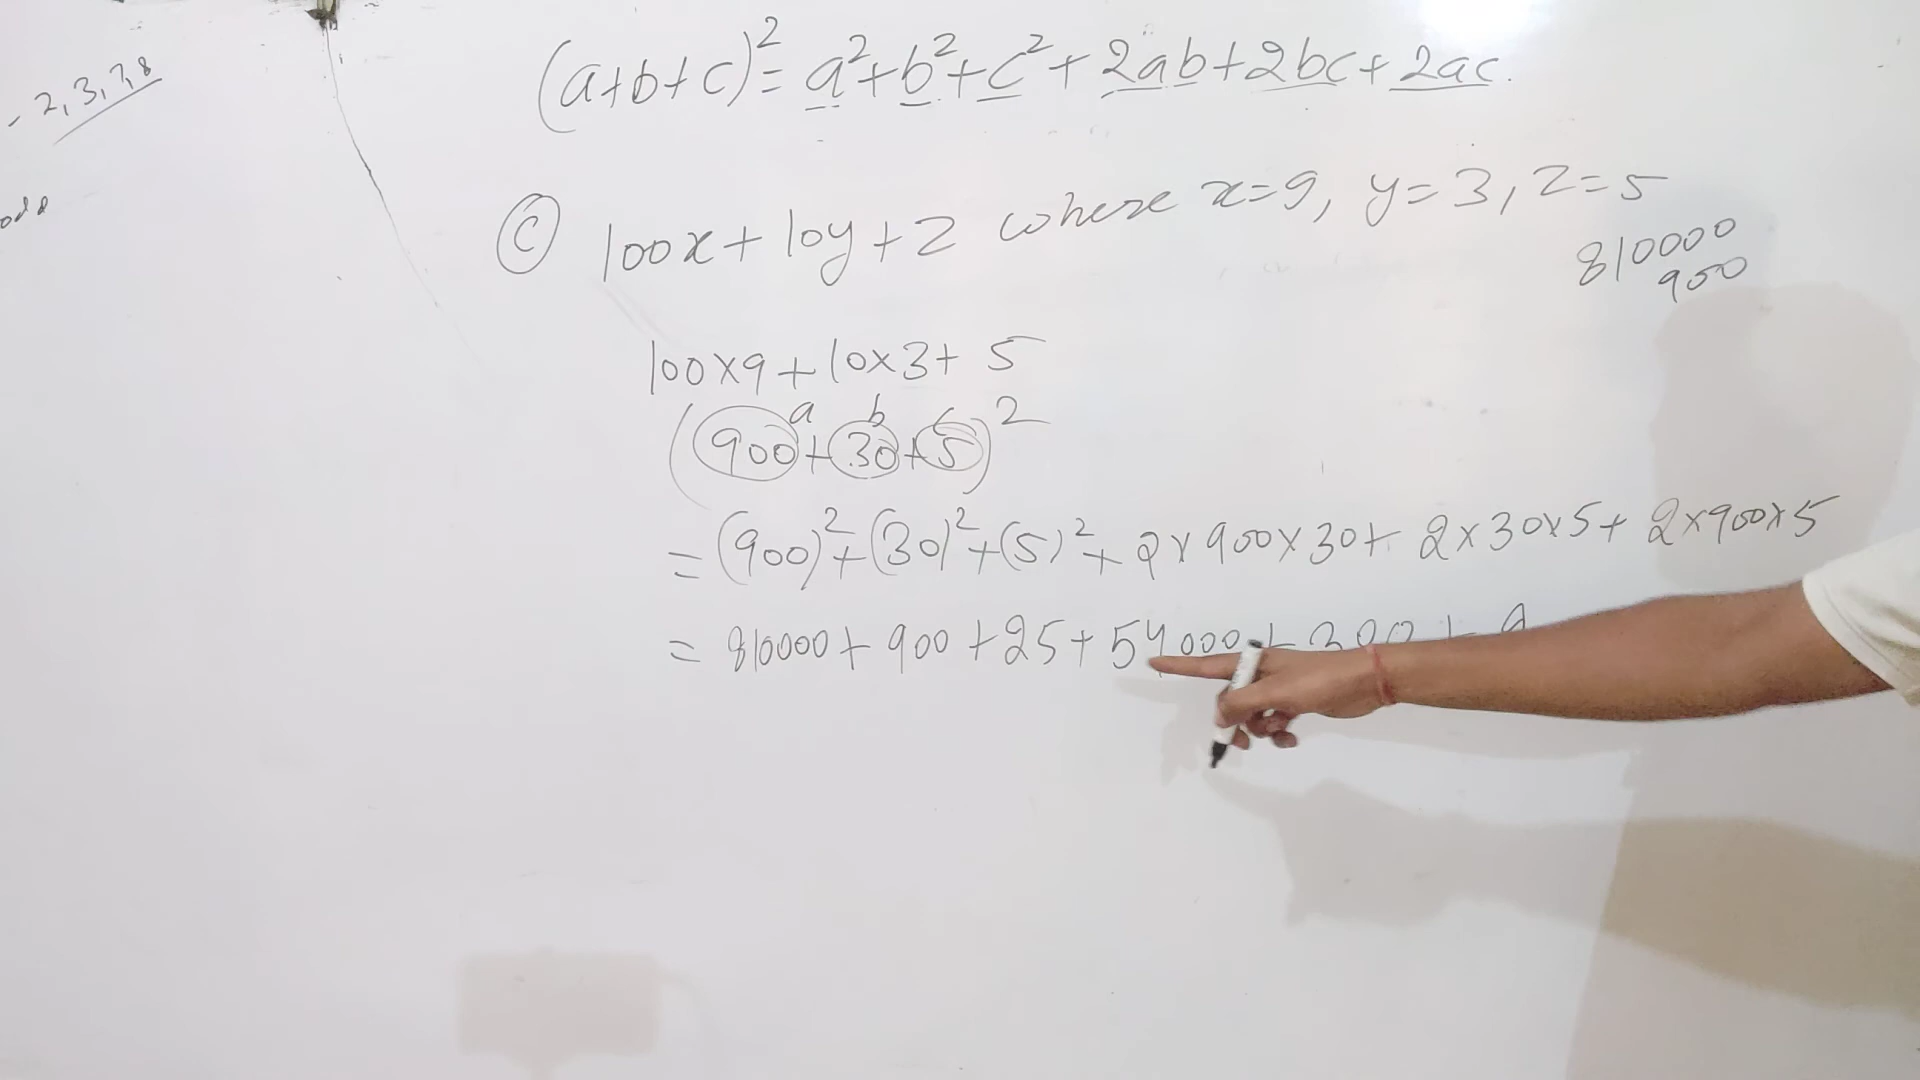 (a+b+c)² = a²+b²+c²+2ab+2bc+2ac.
- 2,3,7,8
ⓒ 100x+10y+z where x=9, y=3, z=5
810000
900
100×9+10×3+5
a b c
(900+30+5)²
=(900)²+(30)²+(5)²+2×900×30+2×30×5+2×900×5
= 810000+900+25+54000+300+9